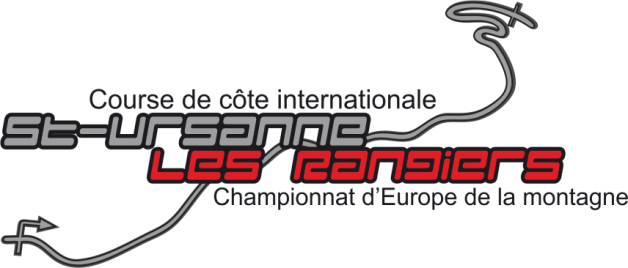 Course de côte internationale
St-Ursanne
Les Rangiers
Championnat d'Europe de la montagne